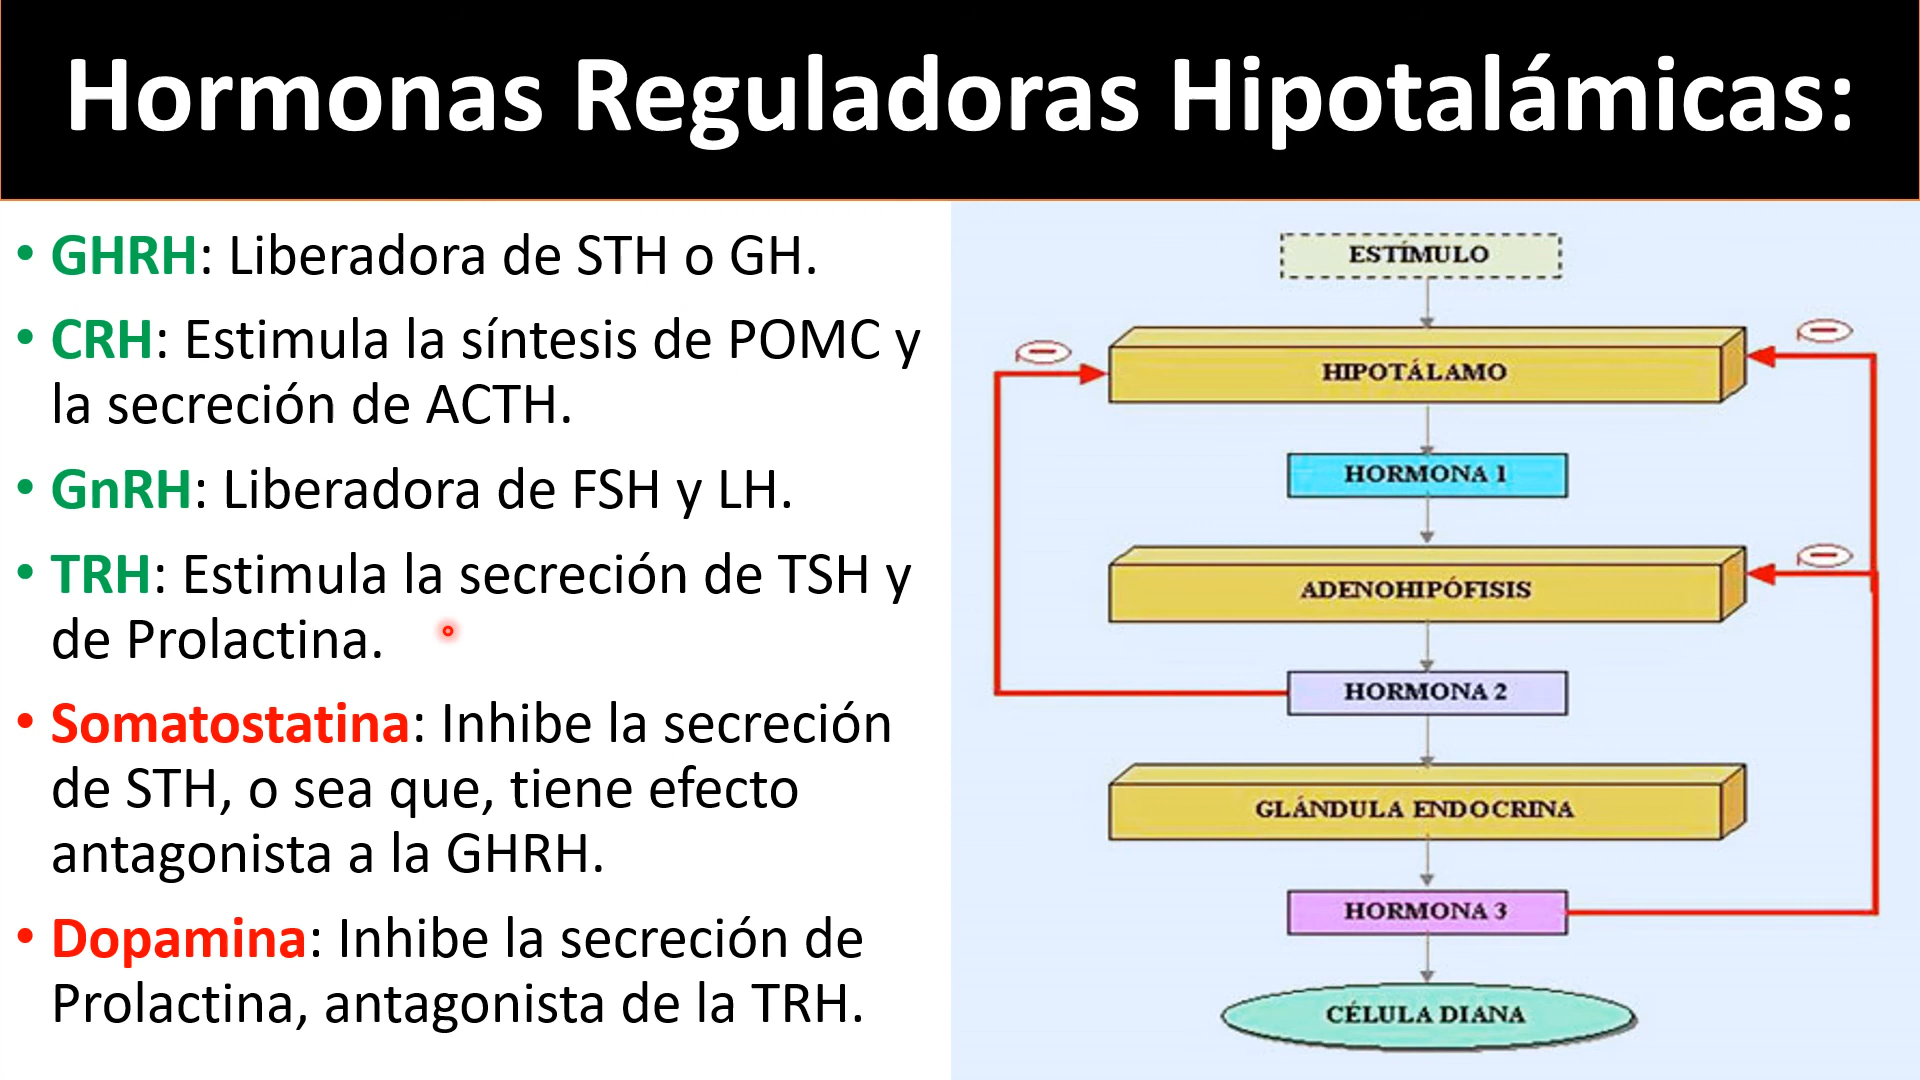 Hormonas Reguladoras Hipotalámicas:
• GHRH: Liberadora de STH o GH.
• CRH: Estimula la síntesis de POMC y
la secreción de ACTH.
• GnRH: Liberadora de FSH y LH.
• TRH: Estimula la secreción de TSH y
de Prolactina.
• Somatostatina: Inhibe la secreción
de STH, o sea que, tiene efecto
antagonista a la GHRH.
• Dopamina: Inhibe la secreción de
Prolactina, antagonista de la TRH.
ESTÍMULO
HIPOTÁLAMO
HORMONA 1
ADENOHIPÓFISIS
HORMONA 2
GLÁNDULA ENDOCRINA
HORMONA 3
CÉLULA DIANA